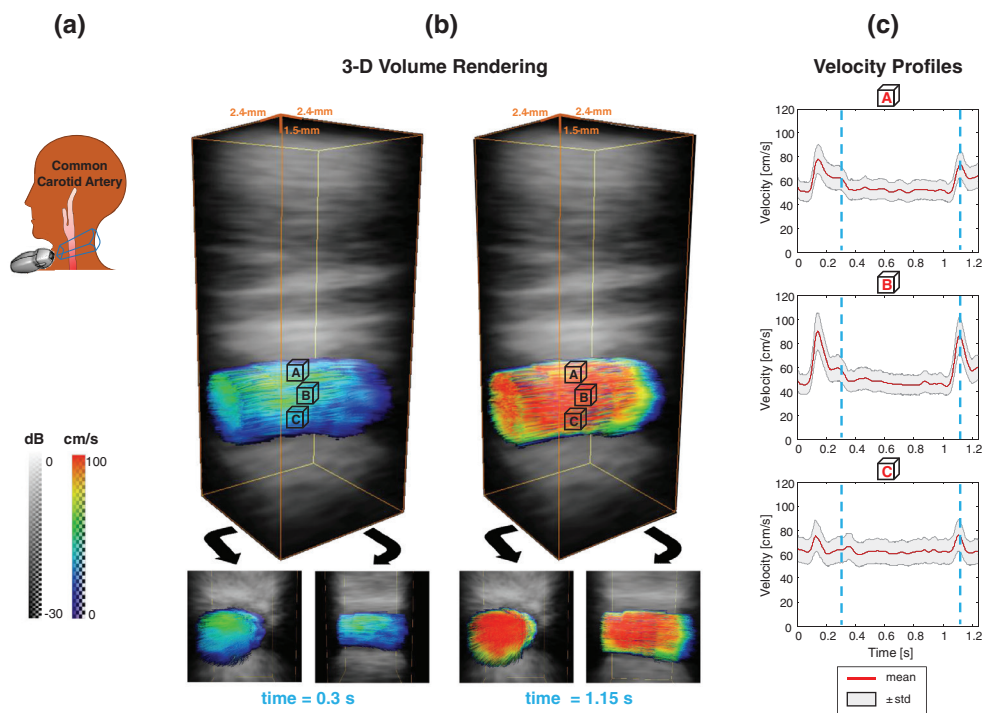 (a)
(b)
(c)
3-D Volume Rendering
Velocity Profiles
Common
Carotid Artery
dB
cm/s
0
100
-30
0
2.4-mm
2.4-mm
1.5-mm
A
B
C
2.4-mm
2.4-mm
1.5-mm
A
B
C
time = 0.3 s
time = 1.15 s
A
120
100
80
60
40
20
0
Velocity [cm/s]
0 0.2 0.4 0.6 0.8 1 1.2
B
120
100
80
60
40
20
0
Velocity [cm/s]
0 0.2 0.4 0.6 0.8 1 1.2
C
120
100
80
60
40
20
0
Velocity [cm/s]
0 0.2 0.4 0.6 0.8 1 1.2
Time [s]
mean
±std